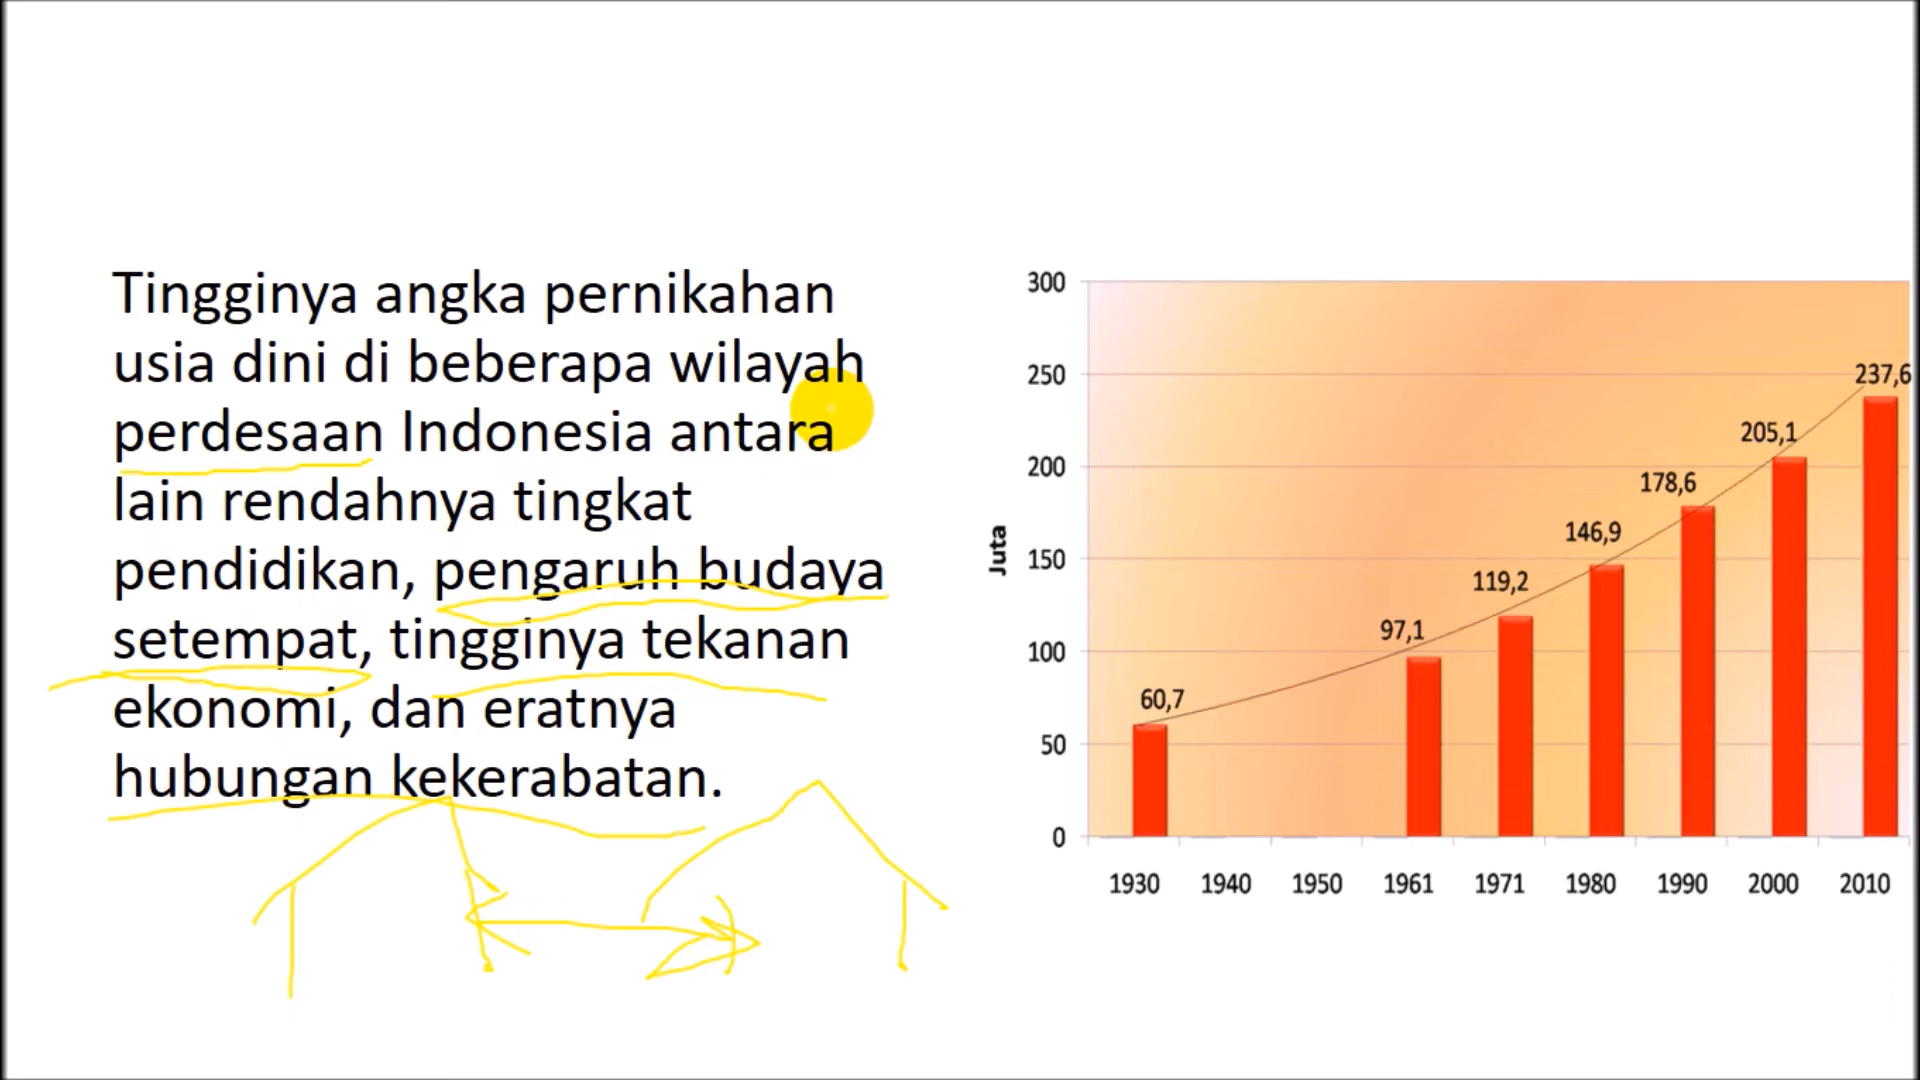 Tingginya angka pernikahan
usia dini di beberapa wilayah
perdesaan Indonesia antara
lain rendahnya tingkat
pendidikan, pengaruh budaya
setempat, tingginya tekanan
ekonomi, dan eratnya
hubungan kekerabatan.
Juta
300
250
200
150
100
50
0
60,7
97,1
119,2
146,9
178,6
205,1
237,6
1930 1940 1950 1961 1971 1980 1990 2000 2010